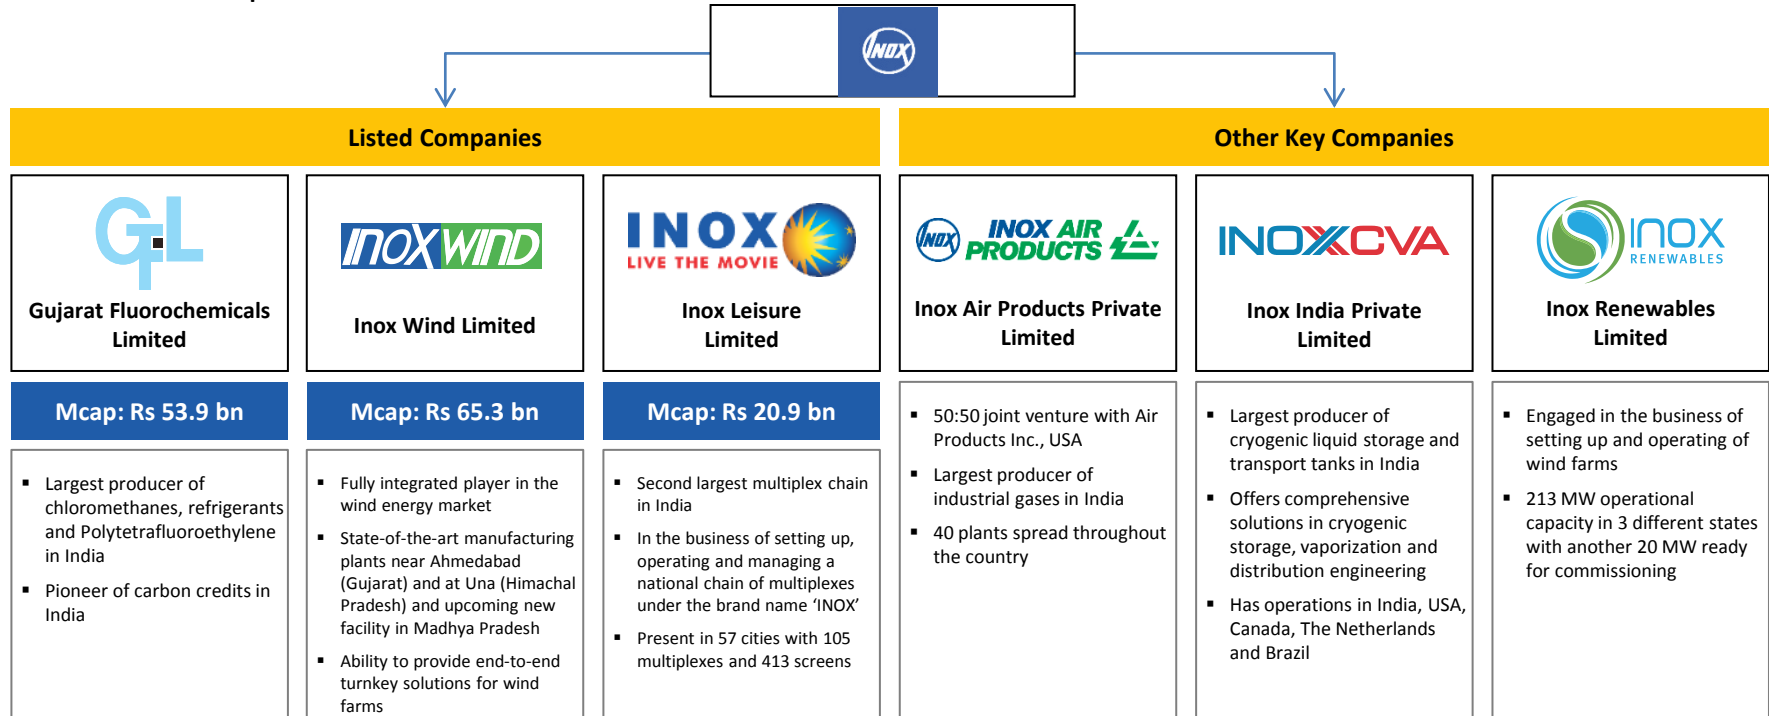 INOX
Listed Companies
Other Key Companies
GFL
Gujarat Fluorochemicals
Limited
INOXWIND
Inox Wind Limited
INOX
LIVE THE MOVIE
Inox Leisure
Limited
INOX
INOX AIR
PRODUCTS
Inox Air Products Private
Limited
INOXCVA
Inox India Private
Limited
INOX
RENEWABLES
Inox Renewables
Limited
Mcap: Rs 53.9 bn
Mcap: Rs 65.3 bn
Mcap: Rs 20.9 bn
▪ Largest producer of
chloromethanes, refrigerants
and Polytetrafluoroethylene
in India
▪ Pioneer of carbon credits in
India
▪ Fully integrated player in the
wind energy market
▪ State-of-the-art manufacturing
plants near Ahmedabad
(Gujarat) and at Una (Himachal
Pradesh) and upcoming new
facility in Madhya Pradesh
▪ Ability to provide end-to-end
turnkey solutions for wind
farms
▪ Second largest multiplex chain
in India
▪ In the business of setting up,
operating and managing a
national chain of multiplexes
under the brand name ‘INOX’
▪ Present in 57 cities with 105
multiplexes and 413 screens
▪ 50:50 joint venture with Air
Products Inc., USA
▪ Largest producer of
industrial gases in India
▪ 40 plants spread throughout
the country
▪ Largest producer of
cryogenic liquid storage and
transport tanks in India
▪ Offers comprehensive
solutions in cryogenic
storage, vaporization and
distribution engineering
▪ Has operations in India, USA,
Canada, The Netherlands
and Brazil
▪ Engaged in the business of
setting up and operating of
wind farms
▪ 213 MW operational
capacity in 3 different states
with another 20 MW ready
for commissioning